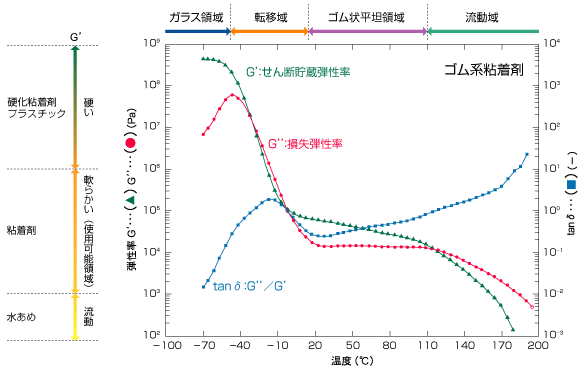 ガラス領域 転移域 ゴム状平坦領域 流動域
G′
硬化粘着剤
プラスチック
硬い
粘着剤
軟らかい(使用可能領域)
水あめ
流動
弾性率 G′···(▲) G′′···(●) (Pa)
10⁹
10⁸
10⁷
10⁶
10⁵
10⁴
10³
10²
ゴム系粘着剤
G′:せん断貯蔵弾性率
G′′:損失弾性率
tanδ:G′′/G′
10⁴
10³
10²
10¹
10⁰
10⁻¹
10⁻²
10⁻³
tanδ···(■) (−)
−100 −70 −40 −10 20 50 80 110 140 170 200
温度(℃)